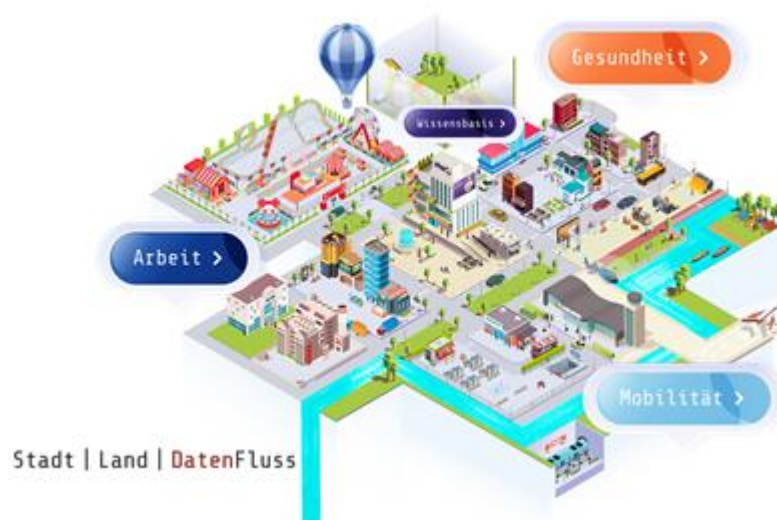 Gesundheit >
Wissensbasis >
Arbeit >
Mobilität >
Stadt | Land | DatenFluss